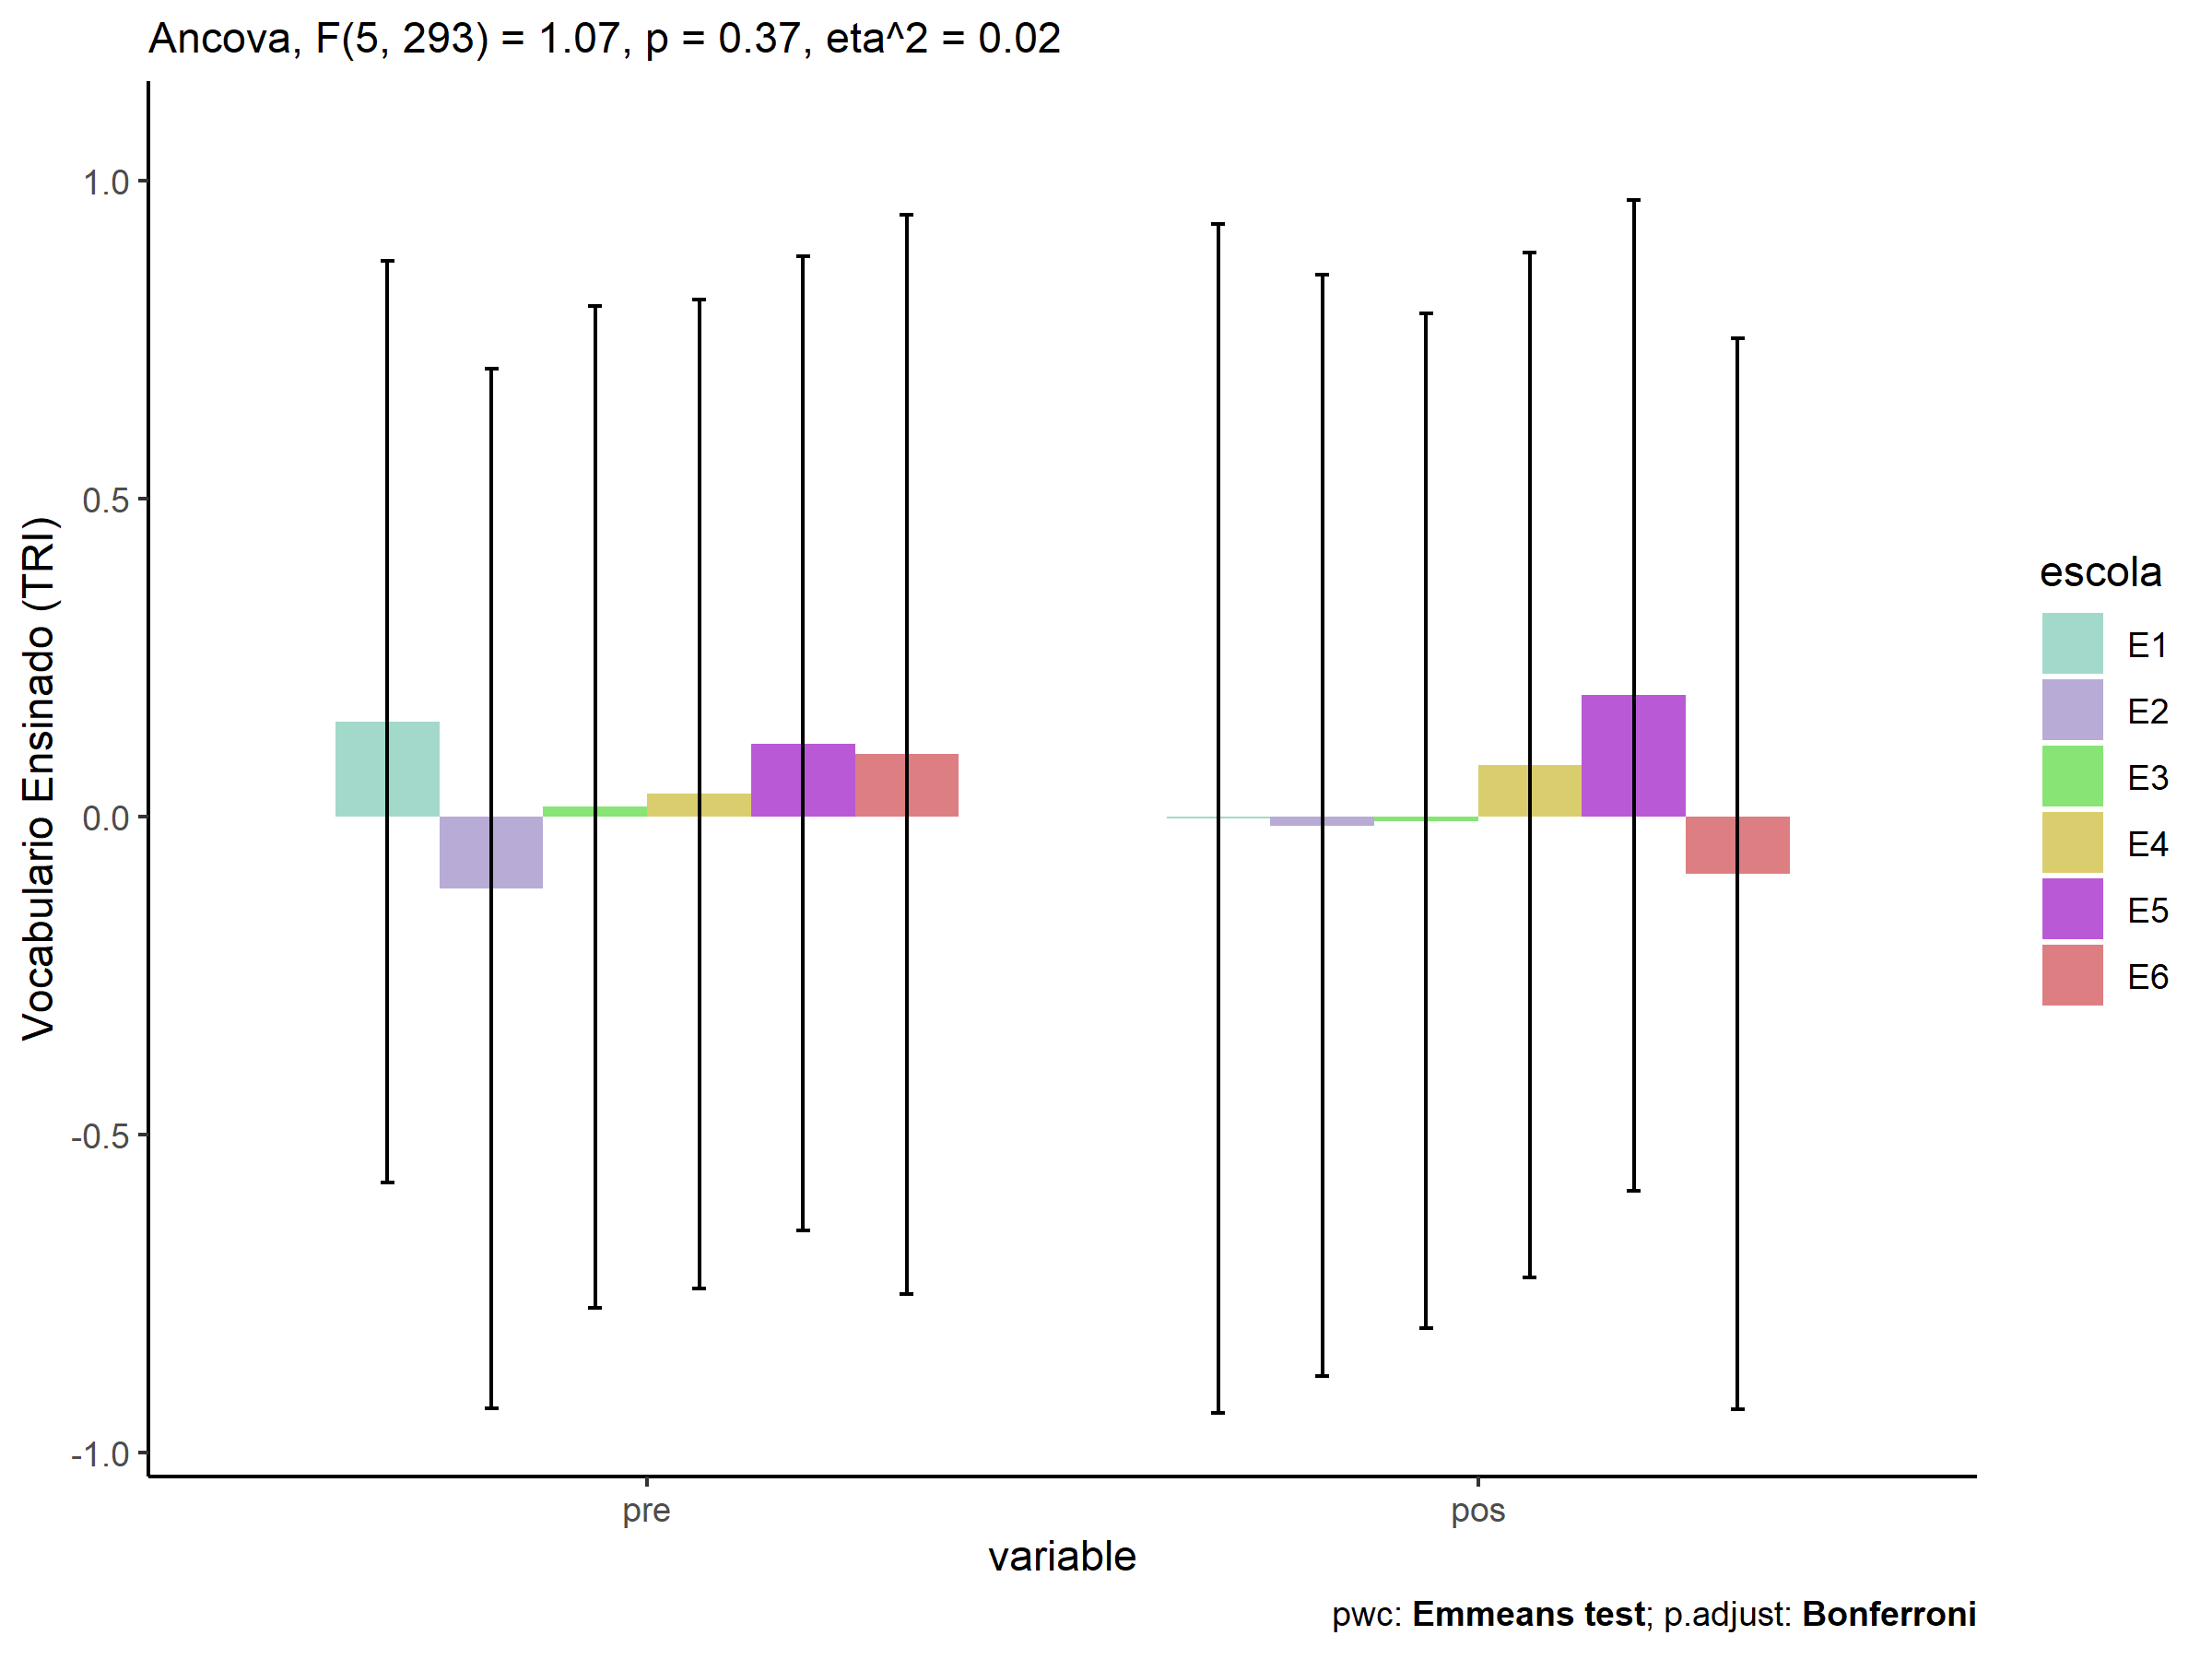 Ancova, F(5, 293) = 1.07, p = 0.37, eta^2 = 0.02
Vocabulario Ensinado (TRI)
1.0
0.5
0.0
-0.5
-1.0
pre
pos
variable
escola
E1
E2
E3
E4
E5
E6
pwc: Emmeans test; p.adjust: Bonferroni